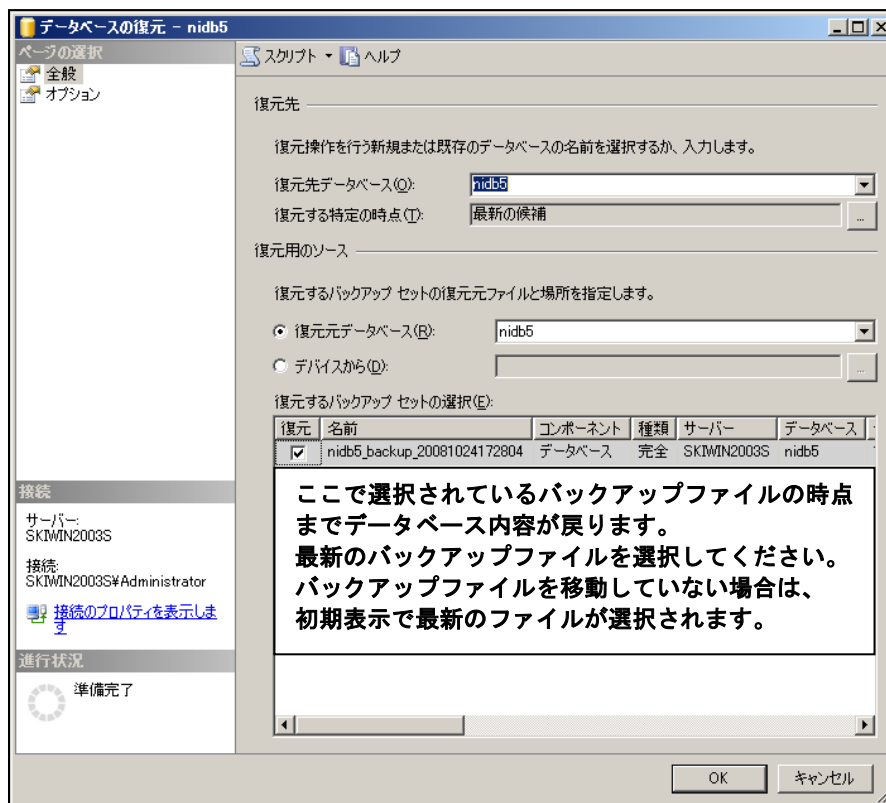 データベースの復元 - nidb5
ページの選択
全般
オプション
スクリプト ヘルプ
復元先
復元操作を行う新規または既存のデータベースの名前を選択するか、入力します。
復元先データベース(O): nidb5
復元する特定の時点(T): 最新の候補 ...
復元用のソース
復元するバックアップ セットの復元元ファイルと場所を指定します。
復元元データベース(R): nidb5
デバイスから(D): ...
復元するバックアップ セットの選択(E):
復元 名前 コンポーネント 種類 サーバー データベース
nidb5_backup_20081024172804 データベース 完全 SKIWIN2003S nidb5
ここで選択されているバックアップファイルの時点
までデータベース内容が戻ります。
最新のバックアップファイルを選択してください。
バックアップファイルを移動していない場合は、
初期表示で最新のファイルが選択されます。
接続
サーバー:
SKIWIN2003S
接続:
SKIWIN2003S¥Administrator
接続のプロパティを表示しま
す
進行状況
準備完了
OK キャンセル